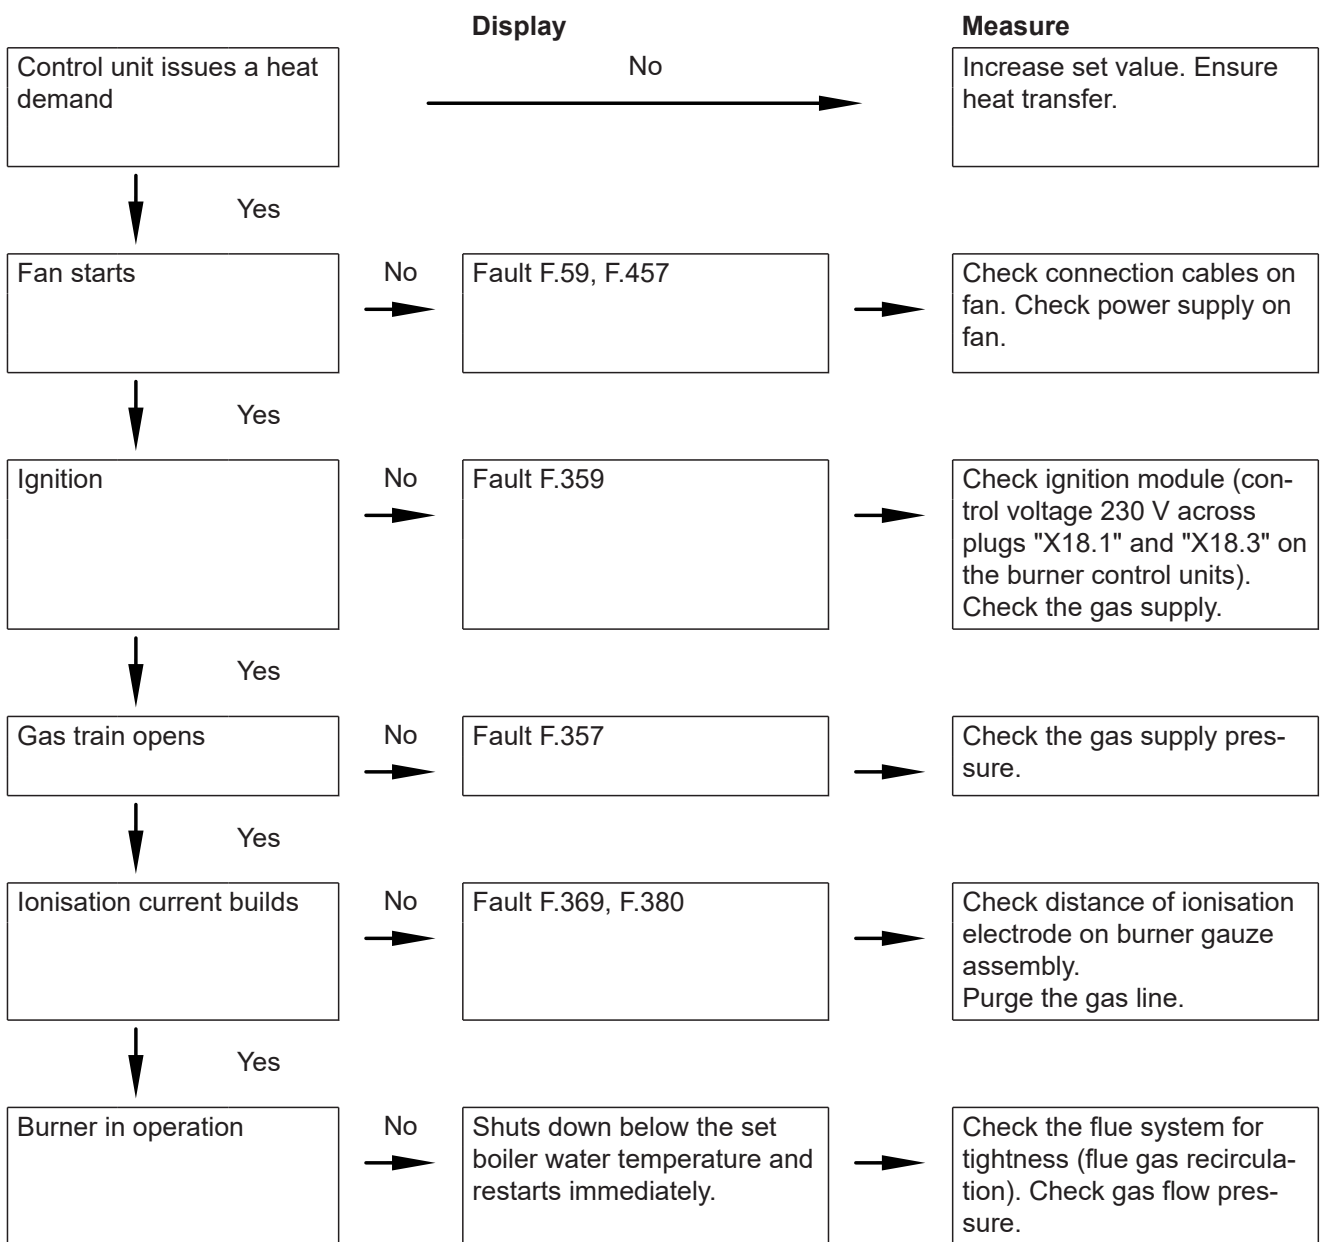 Display
Measure
Control unit issues a heat
demand
No
Increase set value. Ensure
heat transfer.
Yes
Fan starts
No
Fault F.59, F.457
Check connection cables on
fan. Check power supply on
fan.
Yes
Ignition
No
Fault F.359
Check ignition module (con-
trol voltage 230 V across
plugs "X18.1" and "X18.3" on
the burner control units).
Check the gas supply.
Yes
Gas train opens
No
Fault F.357
Check the gas supply pres-
sure.
Yes
Ionisation current builds
No
Fault F.369, F.380
Check distance of ionisation
electrode on burner gauze
assembly.
Purge the gas line.
Yes
Burner in operation
No
Shuts down below the set
boiler water temperature and
restarts immediately.
Check the flue system for
tightness (flue gas recircula-
tion). Check gas flow pres-
sure.